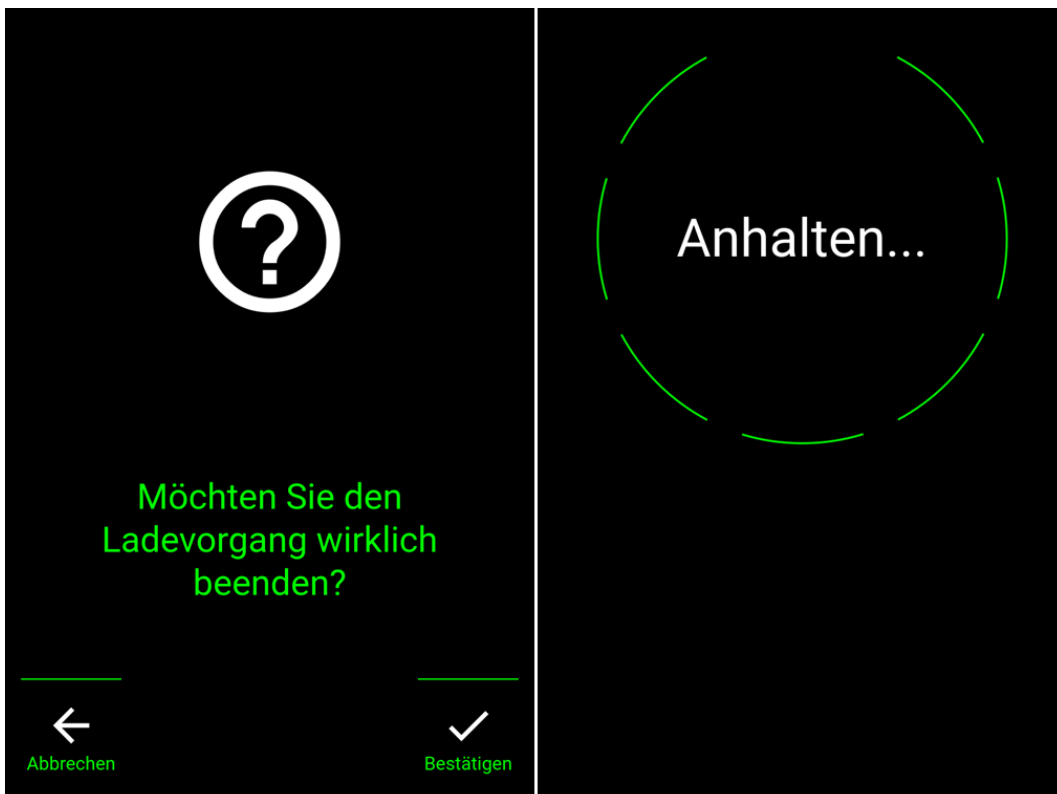 ?
Möchten Sie den
Ladevorgang wirklich
beenden?
Abbrechen
Bestätigen
Anhalten...